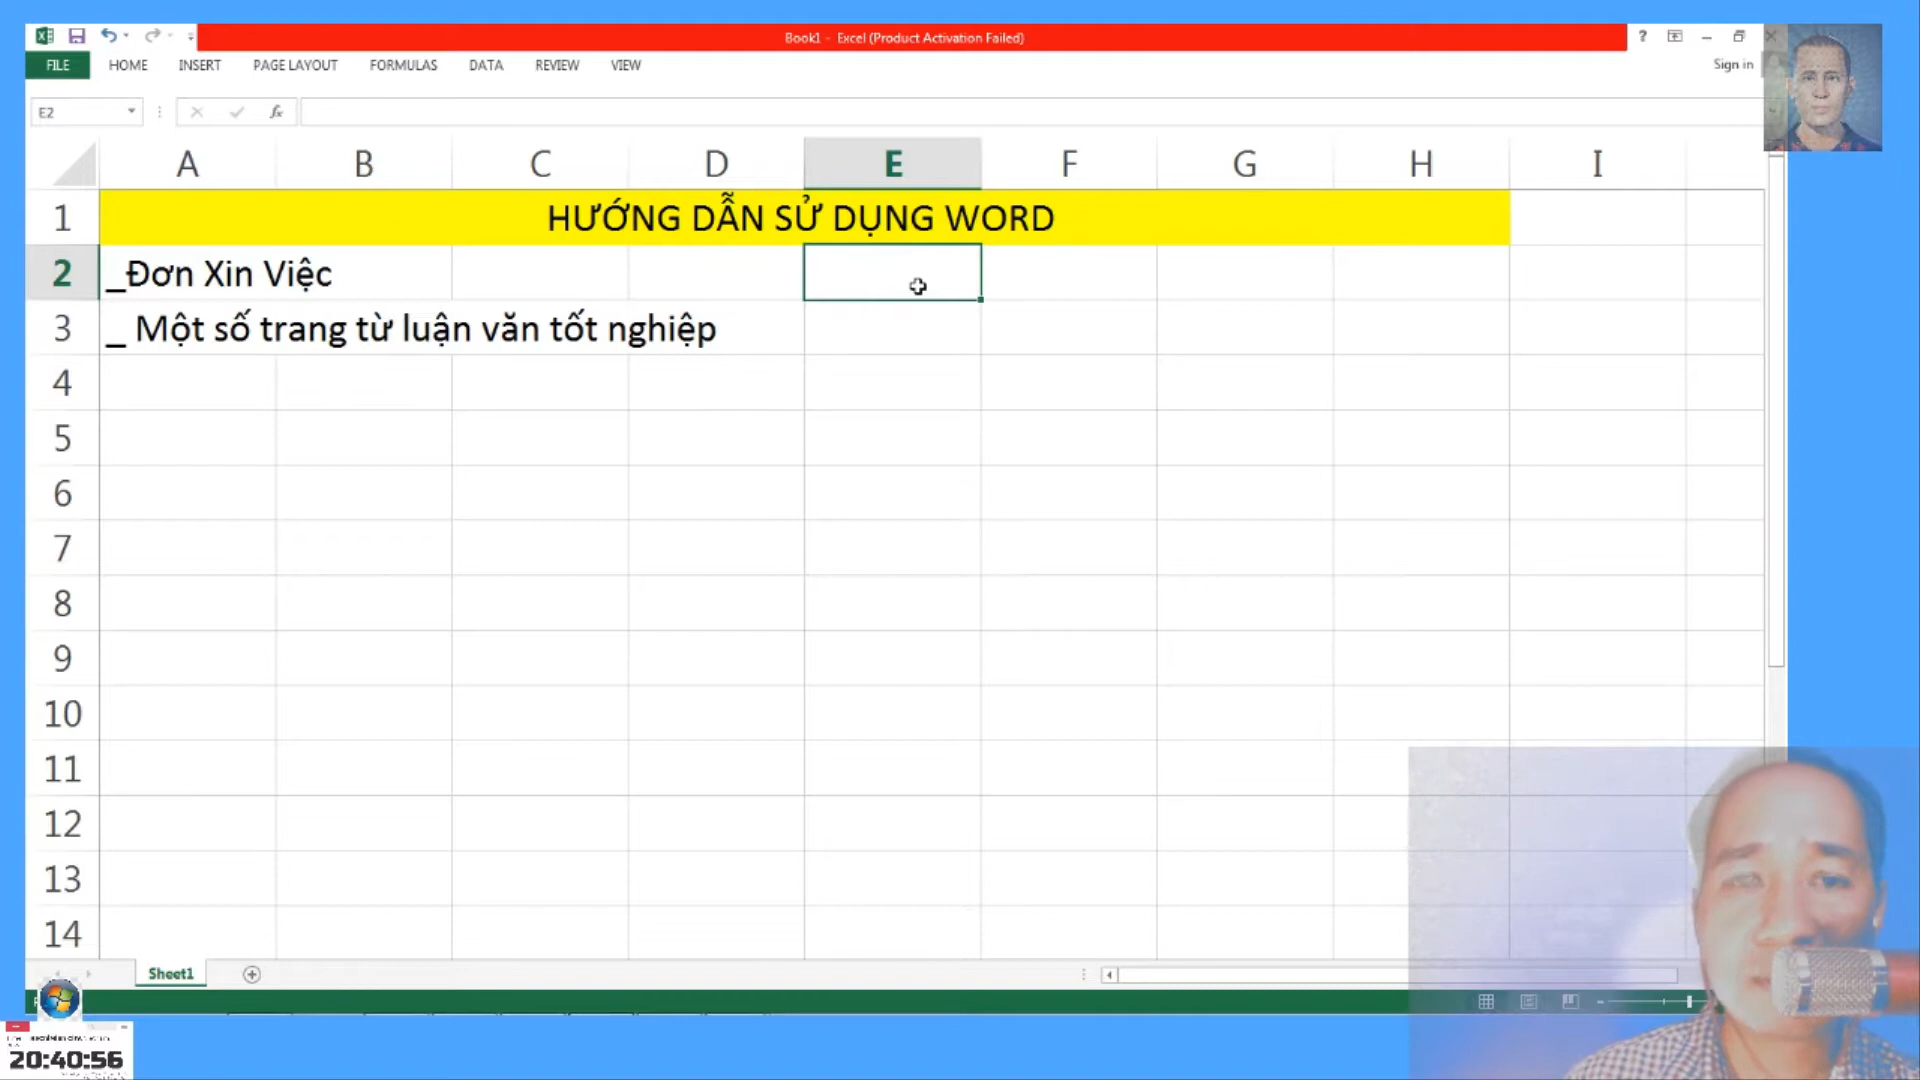 Book1 - Excel (Product Activation Failed)
FILE HOME INSERT PAGE LAYOUT FORMULAS DATA REVIEW VIEW
Sign in
E2
A B C D E F G H I
1 HƯỚNG DẪN SỬ DỤNG WORD
2 _Đơn Xin Việc
3 _ Một số trang từ luận văn tốt nghiệp
4
5
6
7
8
9
10
11
12
13
14
Sheet1
20:40:56